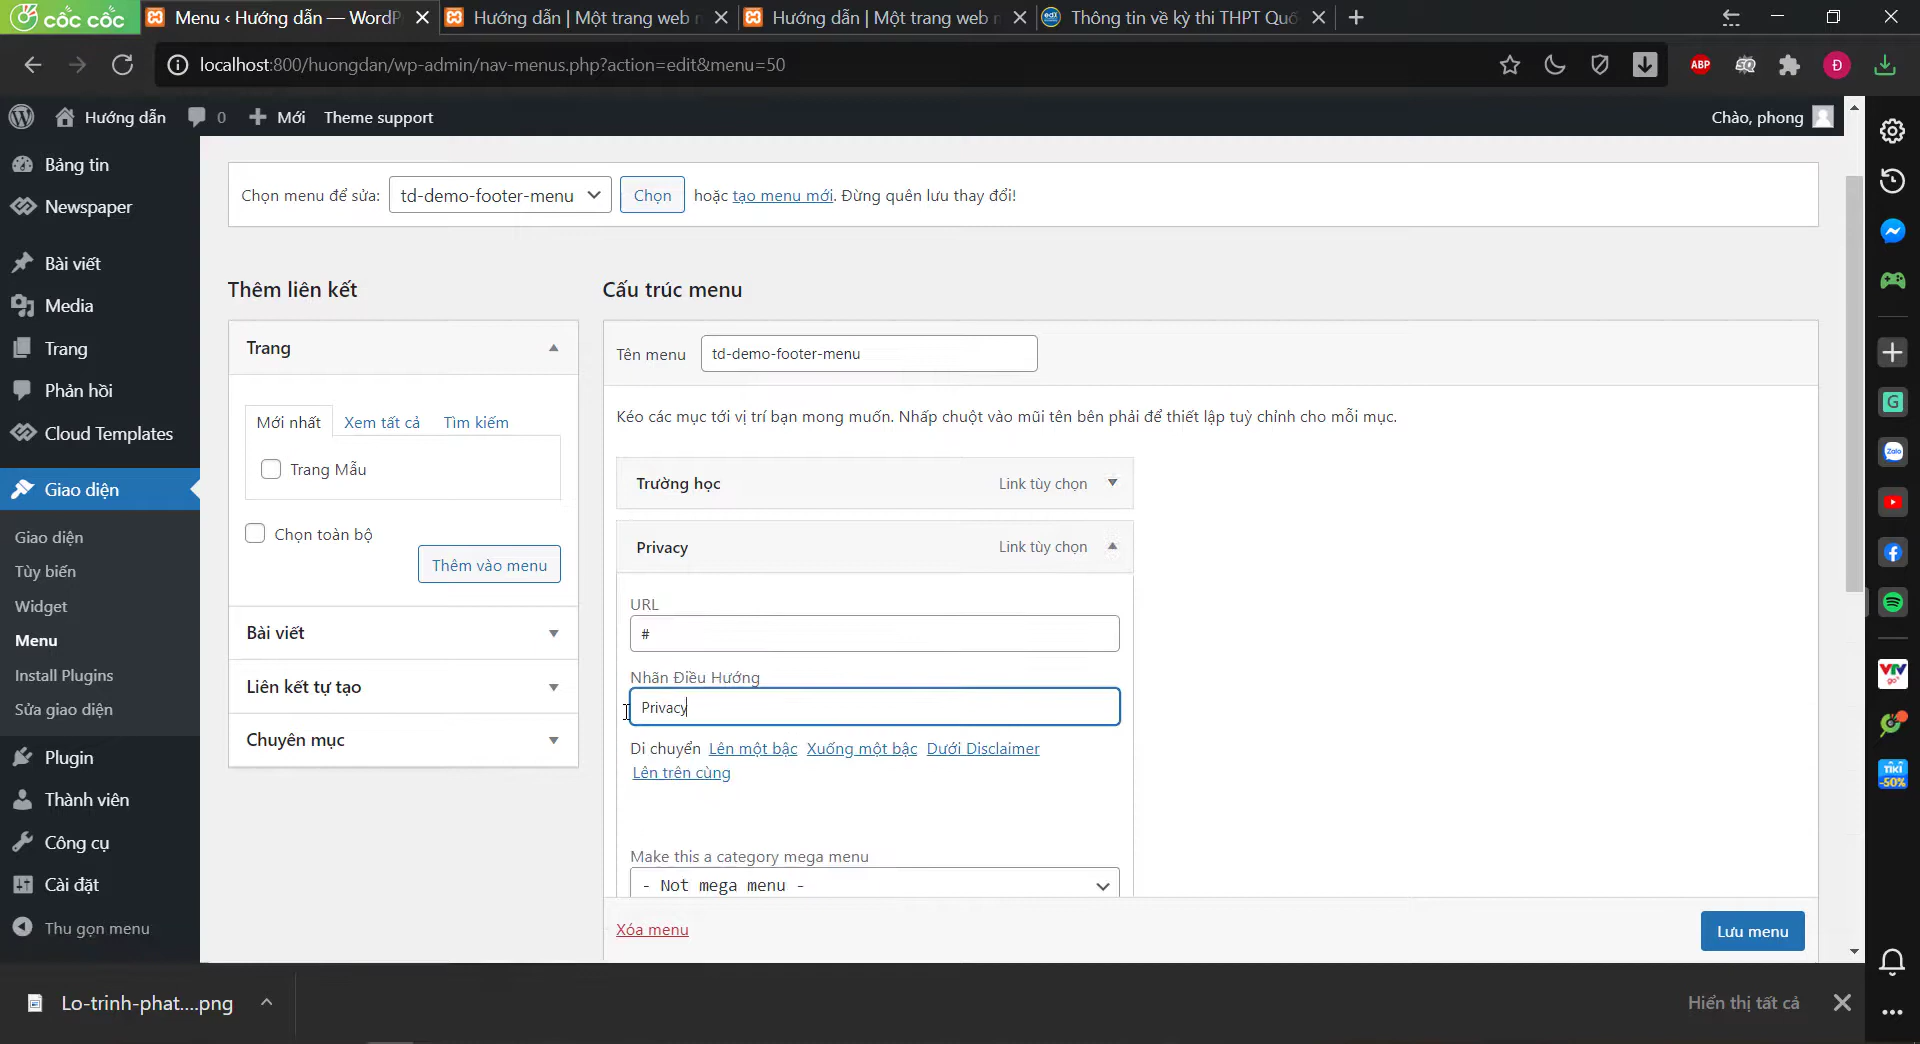 cốc cốc
Menu ‹ Hướng dẫn — WordP
Hướng dẫn | Một trang web n
Hướng dẫn | Một trang web n
Thông tin về kỳ thi THPT Quố
localhost:800/huongdan/wp-admin/nav-menus.php?action=edit&menu=50
ABP
Đ
Hướng dẫn
0
Mới
Theme support
Chào, phong
Bảng tin
Newspaper
Bài viết
Media
Trang
Phản hồi
Cloud Templates
Giao diện
Giao diện
Tùy biến
Widget
Menu
Install Plugins
Sửa giao diện
Plugin
Thành viên
Công cụ
Cài đặt
Thu gọn menu
Chọn menu để sửa: td-demo-footer-menu Chọn hoặc tạo menu mới. Đừng quên lưu thay đổi!
Thêm liên kết
Trang
Mới nhất Xem tất cả Tìm kiếm
Trang Mẫu
Chọn toàn bộ
Thêm vào menu
Bài viết
Liên kết tự tạo
Chuyên mục
Cấu trúc menu
Tên menu td-demo-footer-menu
Kéo các mục tới vị trí bạn mong muốn. Nhấp chuột vào mũi tên bên phải để thiết lập tuỳ chỉnh cho mỗi mục.
Trường học Link tùy chọn
Privacy Link tùy chọn
URL
#
Nhãn Điều Hướng
Privacy
Di chuyển Lên một bậc Xuống một bậc Dưới Disclaimer
Lên trên cùng
Make this a category mega menu
- Not mega menu -
Xóa menu
Lưu menu
G
Zalo
VTV
go
TIKI
-50%
Lo-trinh-phat....png
Hiển thị tất cả